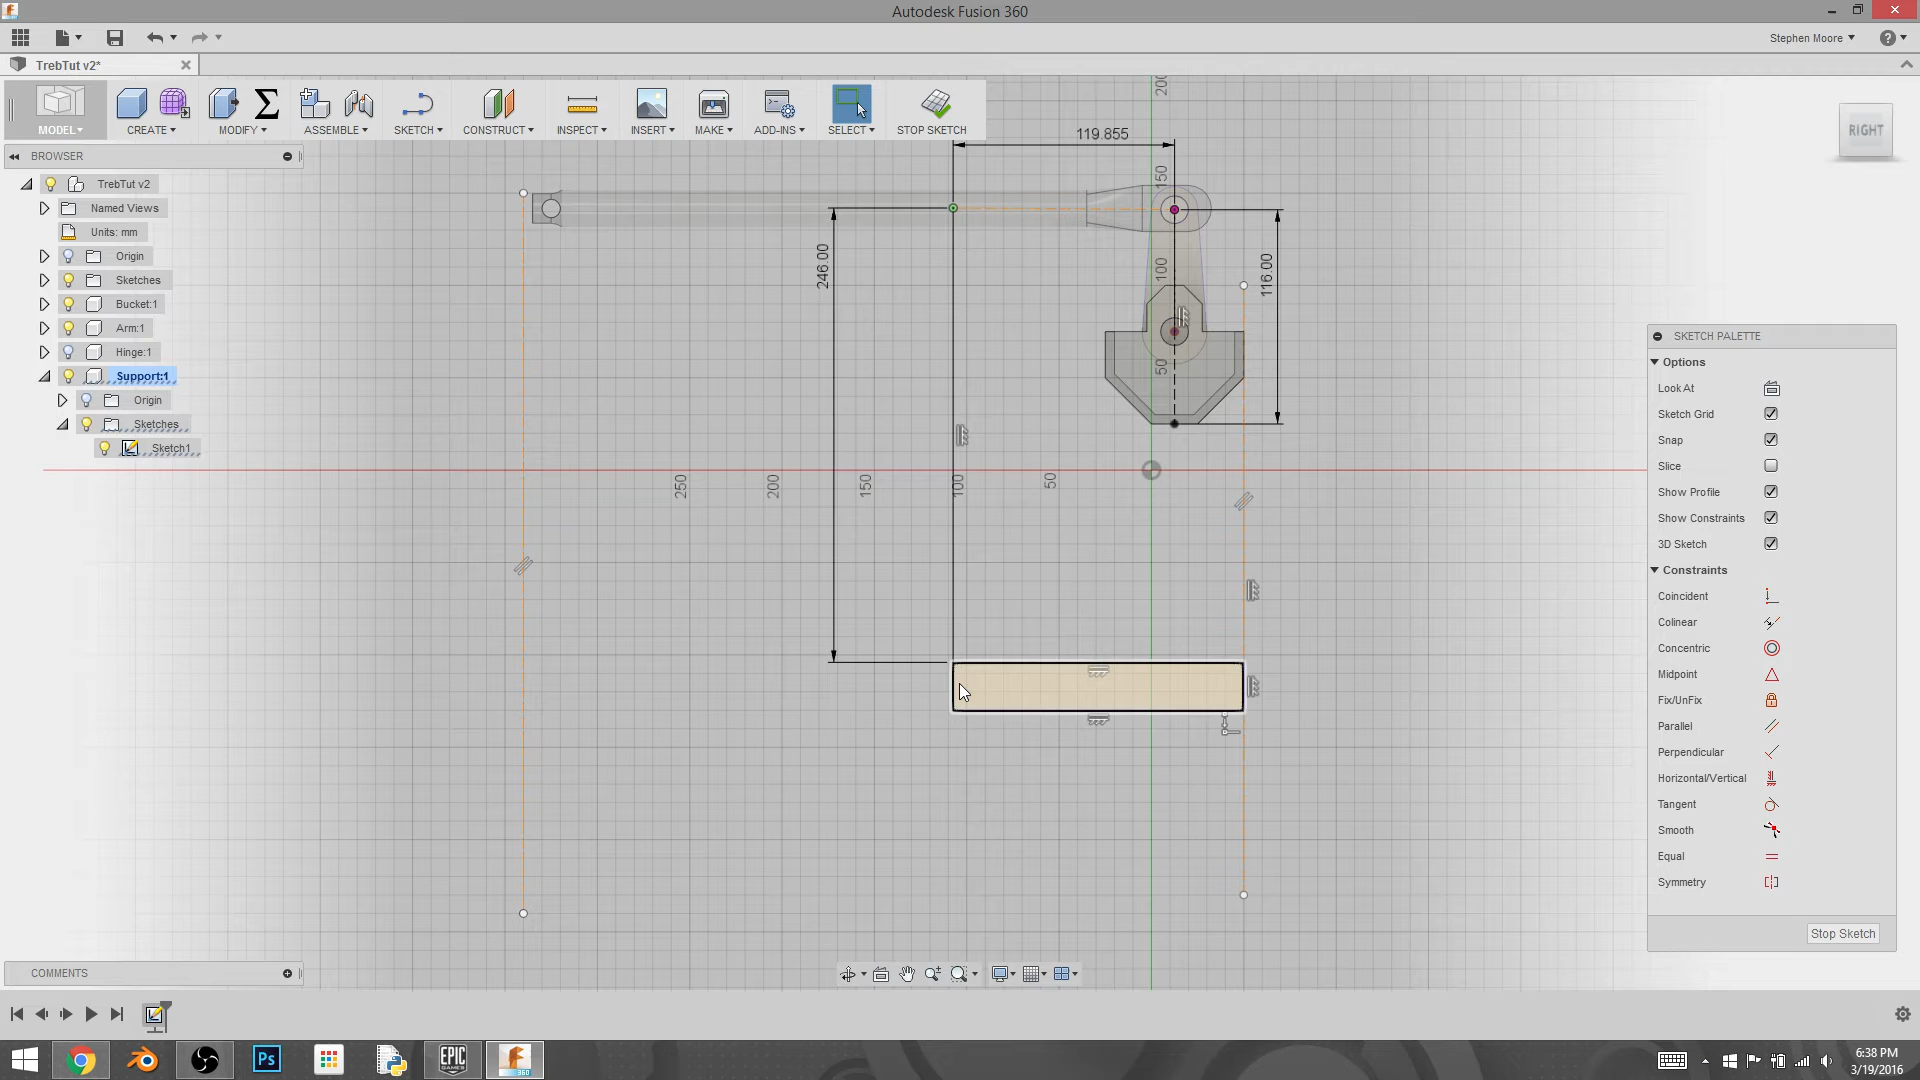 Autodesk Fusion 360
Stephen Moore
TrebTut v2*
MODEL
CREATE
MODIFY
ASSEMBLE
SKETCH
CONSTRUCT
INSPECT
INSERT
MAKE
ADD-INS
SELECT
STOP SKETCH
BROWSER
TrebTut v2
Named Views
Units: mm
Origin
Sketches
Bucket:1
Arm:1
Hinge:1
Support:1
Origin
Sketches
Sketch1
200
119.855
150
246.00
100
116.00
50
250
200
150
100
50
RIGHT
SKETCH PALETTE
Options
Look At
Sketch Grid
Snap
Slice
Show Profile
Show Constraints
3D Sketch
Constraints
Coincident
Colinear
Concentric
Midpoint
Fix/UnFix
Parallel
Perpendicular
Horizontal/Vertical
Tangent
Smooth
Equal
Symmetry
Stop Sketch
COMMENTS
Ps
EPIC
GAMES
360
6:38 PM
3/19/2016